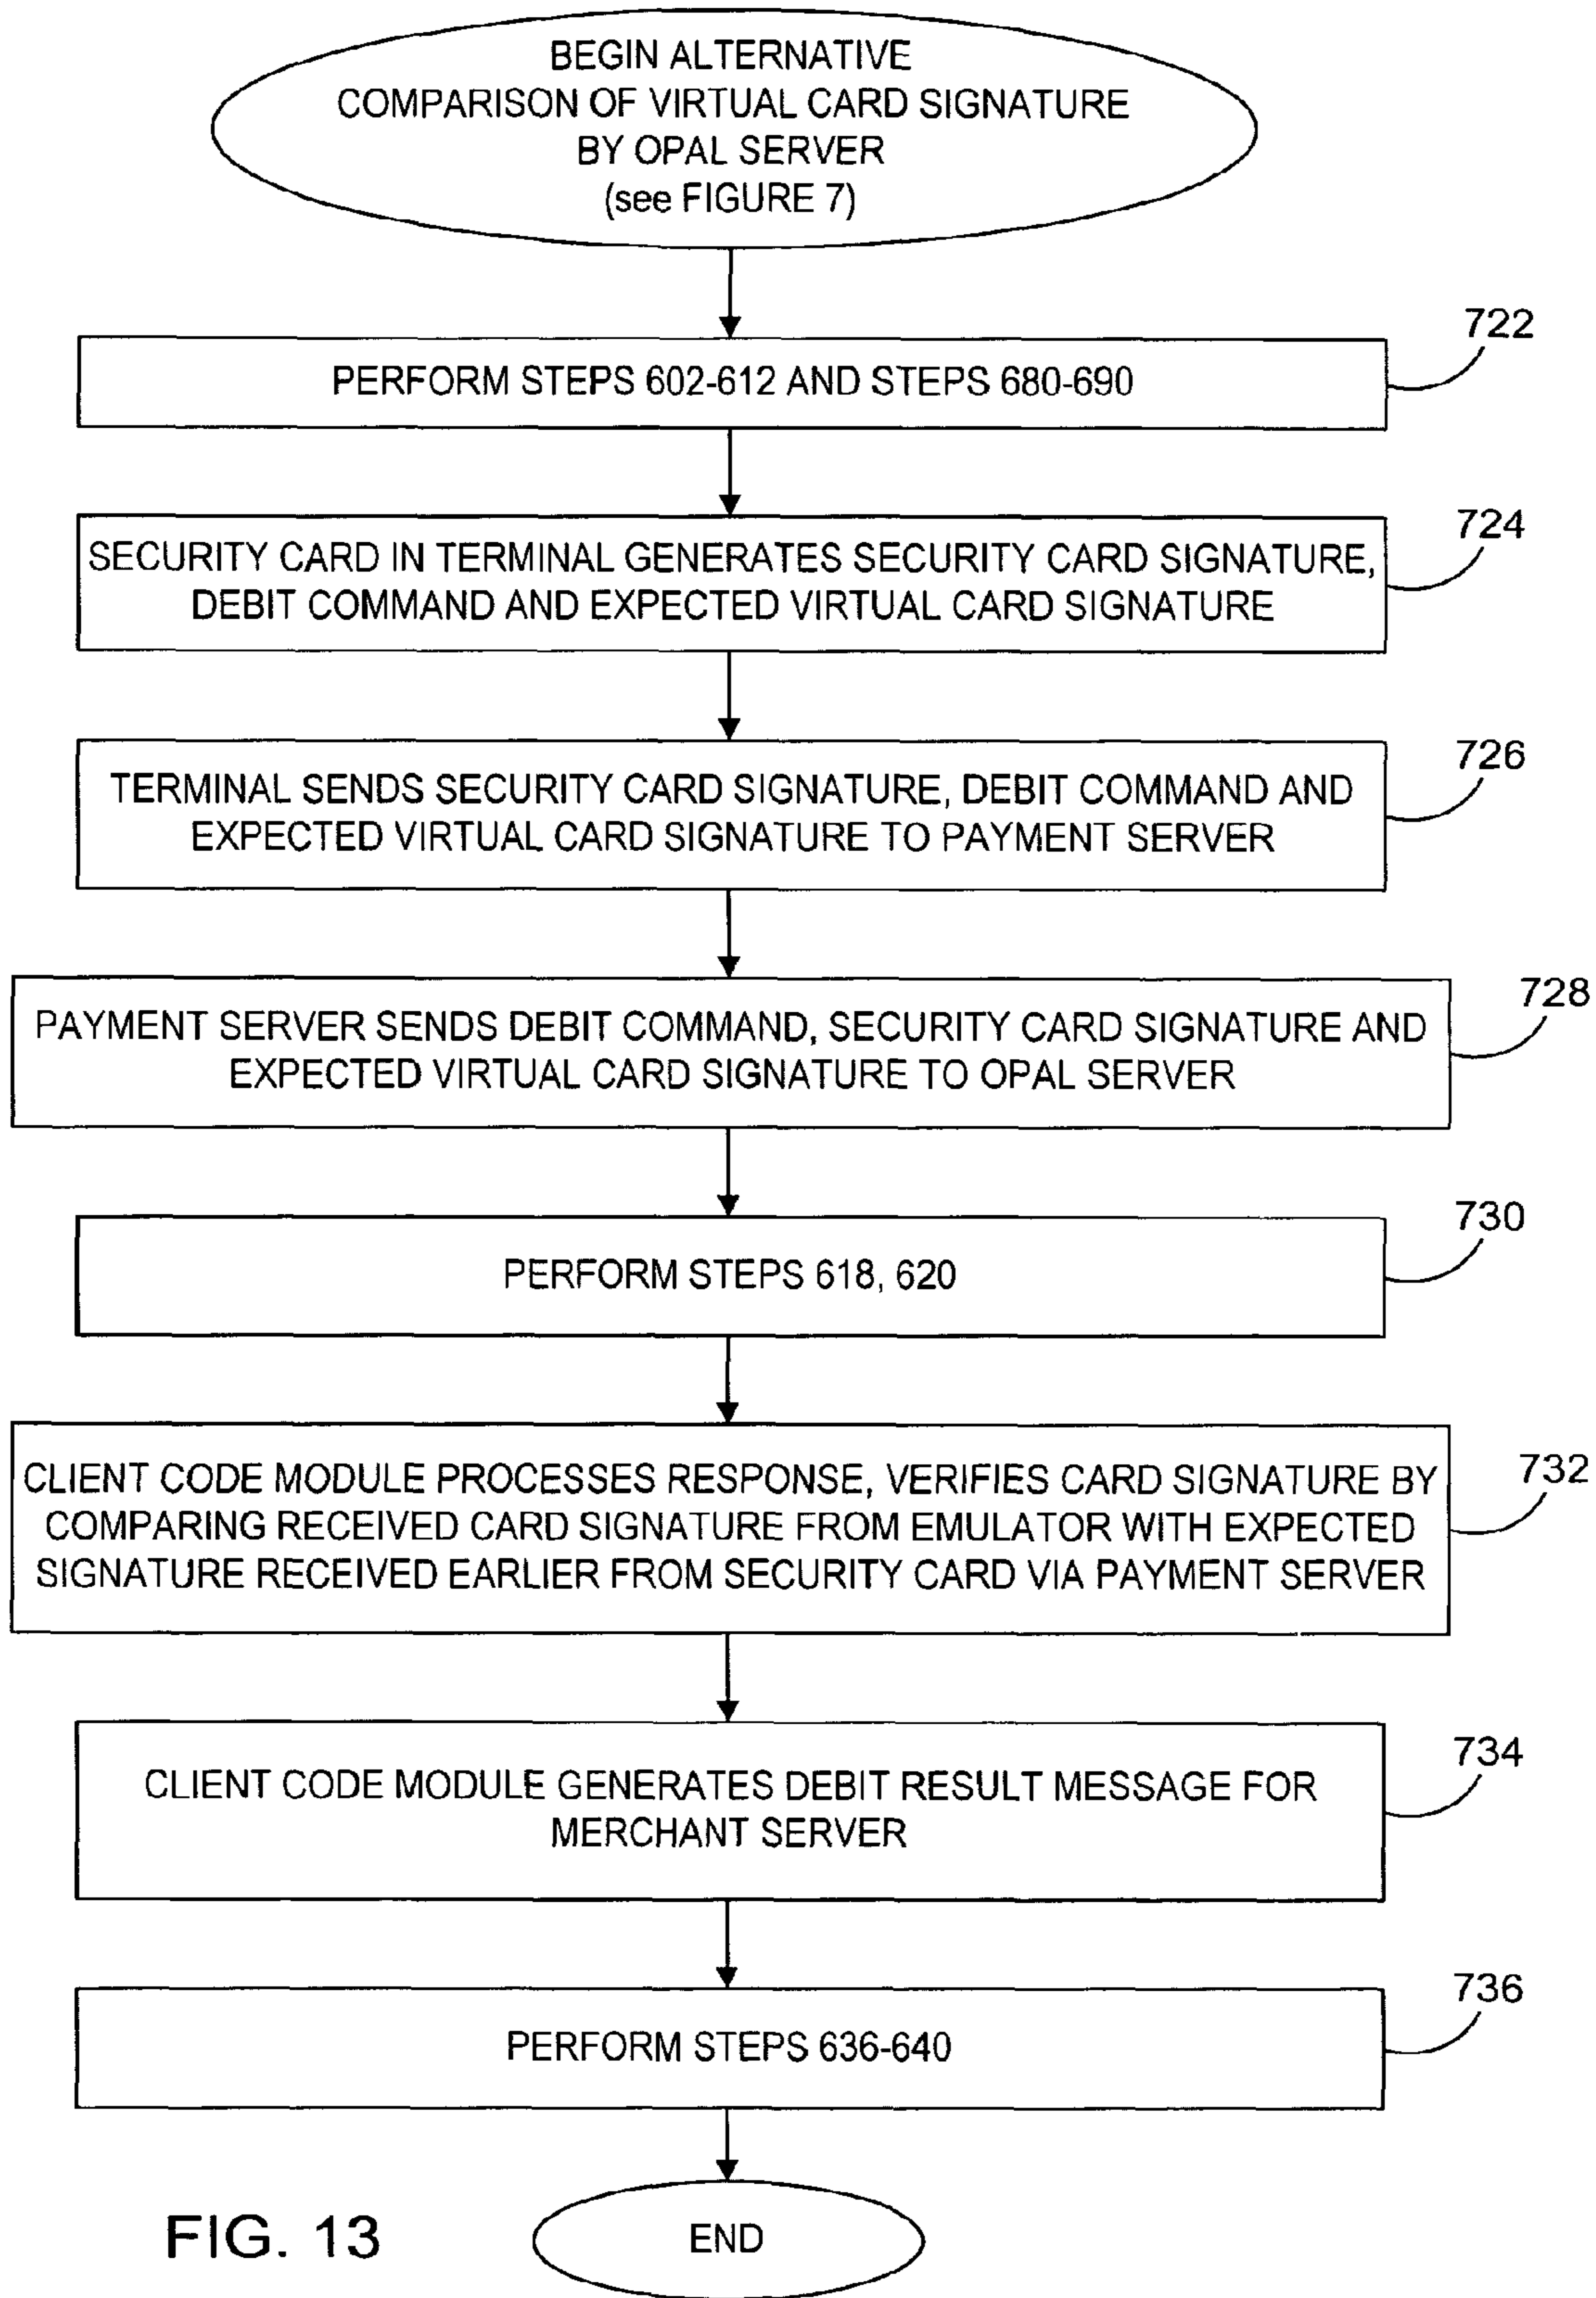 BEGIN ALTERNATIVE
COMPARISON OF VIRTUAL CARD SIGNATURE
BY OPAL SERVER
(see FIGURE 7)
722
PERFORM STEPS 602-612 AND STEPS 680-690
724
SECURITY CARD IN TERMINAL GENERATES SECURITY CARD SIGNATURE,
DEBIT COMMAND AND EXPECTED VIRTUAL CARD SIGNATURE
726
TERMINAL SENDS SECURITY CARD SIGNATURE, DEBIT COMMAND AND
EXPECTED VIRTUAL CARD SIGNATURE TO PAYMENT SERVER
728
PAYMENT SERVER SENDS DEBIT COMMAND, SECURITY CARD SIGNATURE AND
EXPECTED VIRTUAL CARD SIGNATURE TO OPAL SERVER
730
PERFORM STEPS 618, 620
732
CLIENT CODE MODULE PROCESSES RESPONSE, VERIFIES CARD SIGNATURE BY
COMPARING RECEIVED CARD SIGNATURE FROM EMULATOR WITH EXPECTED
SIGNATURE RECEIVED EARLIER FROM SECURITY CARD VIA PAYMENT SERVER
734
CLIENT CODE MODULE GENERATES DEBIT RESULT MESSAGE FOR
MERCHANT SERVER
736
PERFORM STEPS 636-640
FIG. 13
END